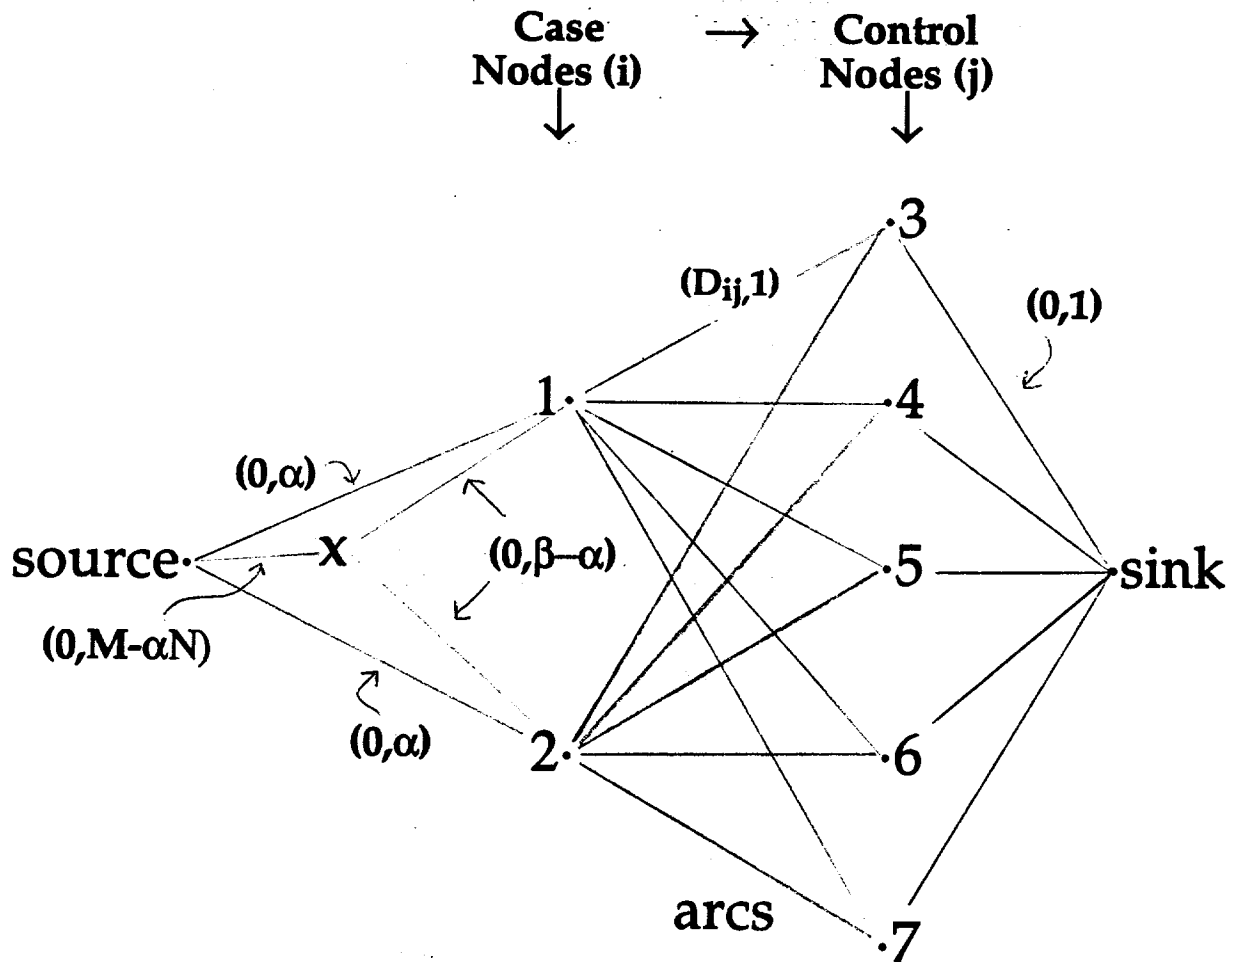 Case → Control
Nodes (i) Nodes (j)
3
(Dij,1)
(0,1)
1
4
(0,α)
source x (0,β–α) 5 sink
(0,M-αN)
(0,α)
2
6
arcs
7